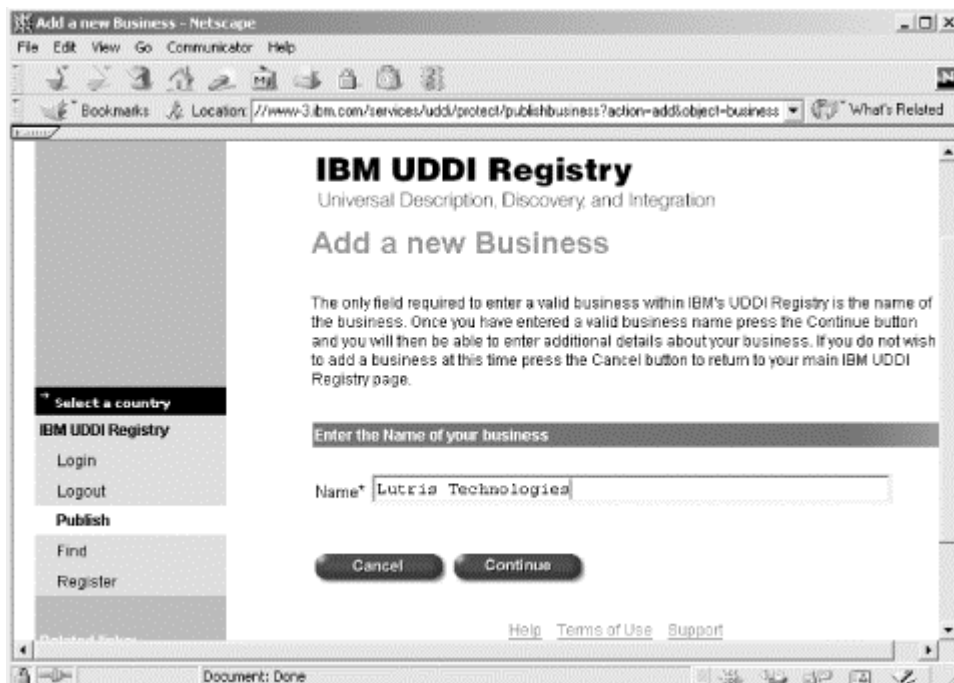 Add a new Business - Netscape
File Edit View Go Communicator Help
Bookmarks Location: //www-3.ibm.com/services/uddi/protect/publishbusiness?action=add&object=business What's Related
IBM UDDI Registry
Universal Description, Discovery, and Integration
Add a new Business
The only field required to enter a valid business within IBM's UDDI Registry is the name of
the business. Once you have entered a valid business name press the Continue button
and you will then be able to enter additional details about your business. If you do not wish
to add a business at this time press the Cancel button to return to your main IBM UDDI
Registry page.
Select a country
IBM UDDI Registry
Login
Logout
Publish
Find
Register
Related links:
Enter the Name of your business
Name* Lutris Technologies
Cancel Continue
Help Terms of Use Support
Document: Done